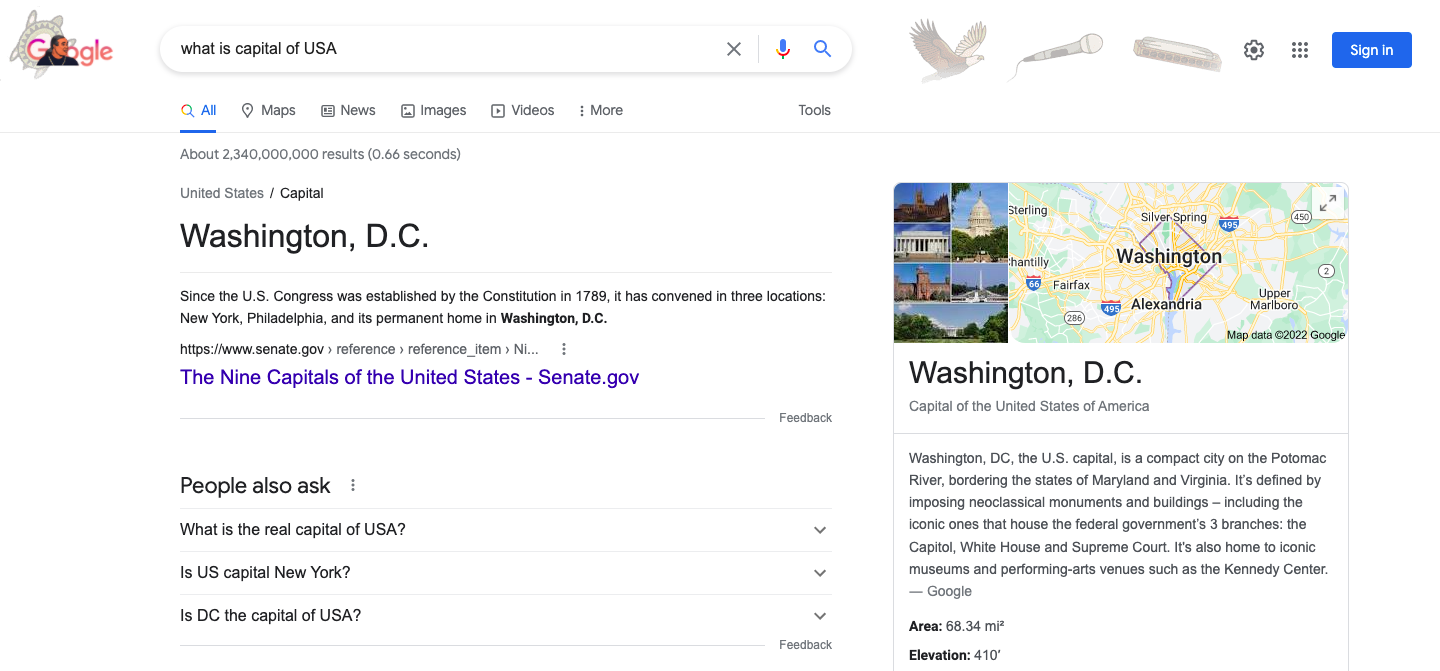 Google
what is capital of USA
Sign in
All
Maps
News
Images
Videos
More
Tools
About 2,340,000,000 results (0.66 seconds)
United States / Capital
Washington, D.C.
Since the U.S. Congress was established by the Constitution in 1789, it has convened in three locations:
New York, Philadelphia, and its permanent home in Washington, D.C.
https://www.senate.gov › reference › reference_item › Ni...
The Nine Capitals of the United States - Senate.gov
Feedback
People also ask
What is the real capital of USA?
Is US capital New York?
Is DC the capital of USA?
Feedback
Sterling
Silver Spring
495
450
Chantilly
Washington
2
66
Fairfax
495
Alexandria
Upper
Marlboro
286
Map data ©2022 Google
Washington, D.C.
Capital of the United States of America
Washington, DC, the U.S. capital, is a compact city on the Potomac
River, bordering the states of Maryland and Virginia. It’s defined by
imposing neoclassical monuments and buildings – including the
iconic ones that house the federal government’s 3 branches: the
Capitol, White House and Supreme Court. It's also home to iconic
museums and performing-arts venues such as the Kennedy Center.
— Google
Area: 68.34 mi²
Elevation: 410′